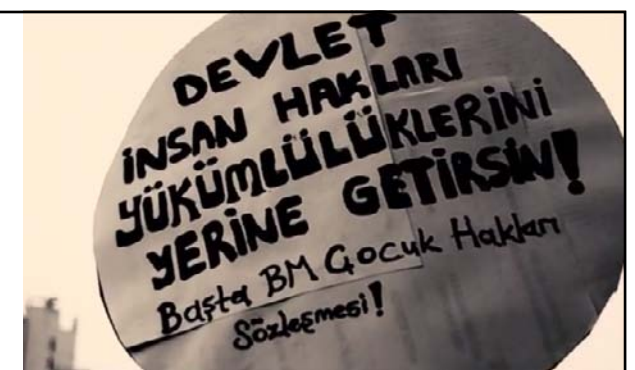 DEVLET
İNSAN HAKLARI
YÜKÜMLÜLÜKLERİNİ
YERİNE GETİRSİN!
Başta BM Çocuk Hakları
Sözleşmesi!